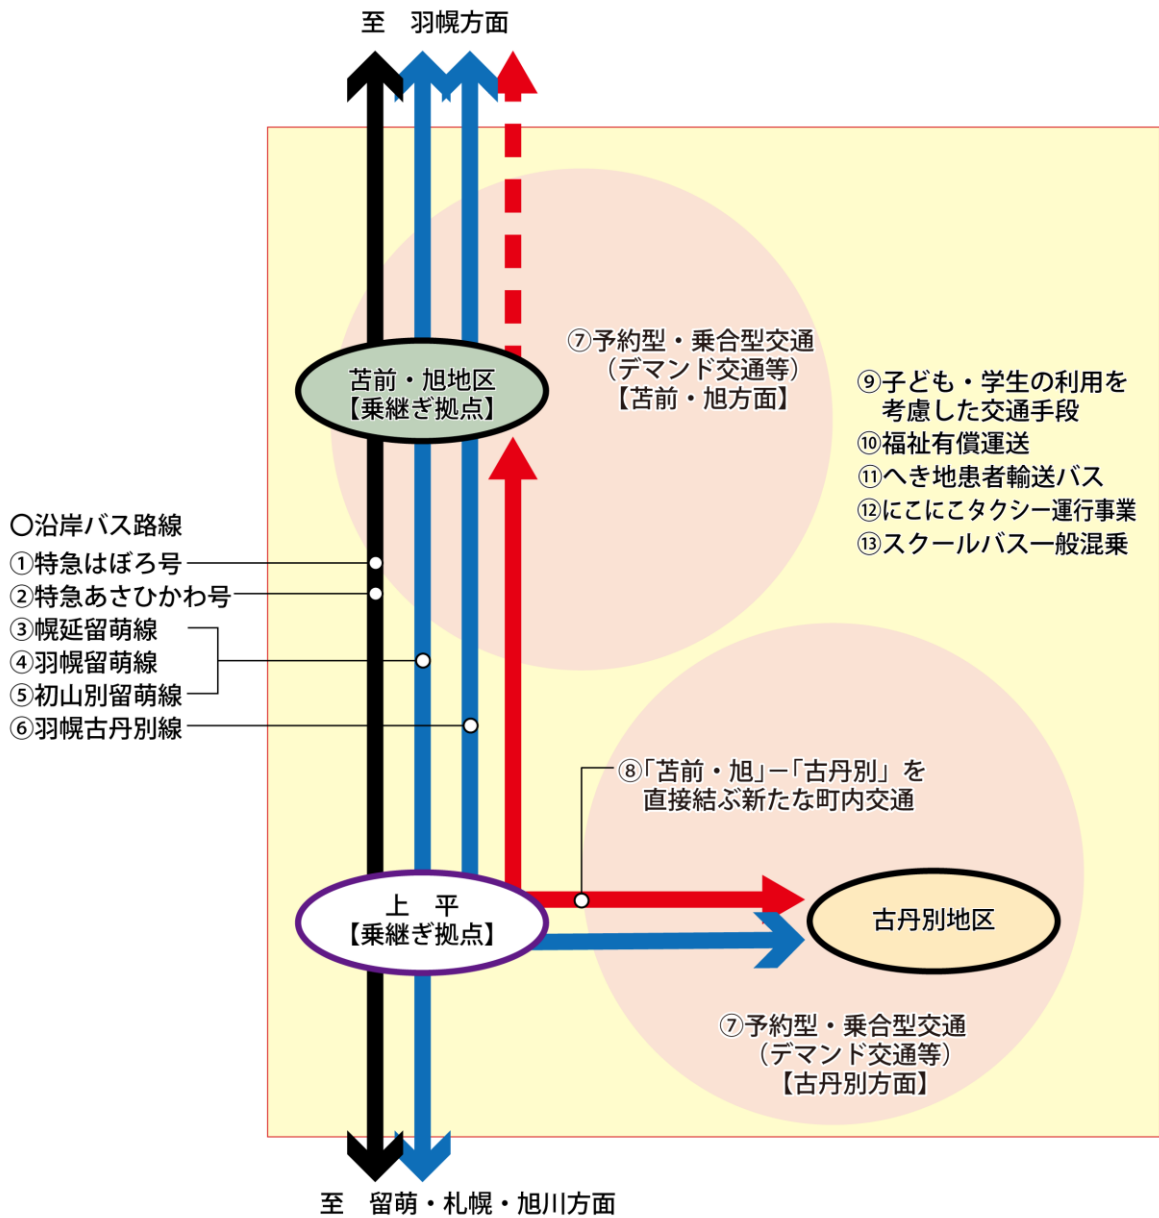 至　羽幌方面
⑦予約型・乗合型交通
（デマンド交通等）
【苫前・旭方面】
苫前・旭地区
【乗継ぎ拠点】
⑨子ども・学生の利用を
考慮した交通手段
⑩福祉有償運送
⑪へき地患者輸送バス
⑫にこにこタクシー運行事業
⑬スクールバス一般混乗
〇沿岸バス路線
①特急はぼろ号
②特急あさひかわ号
③幌延留萌線
④羽幌留萌線
⑤初山別留萌線
⑥羽幌古丹別線
⑧「苫前・旭」－「古丹別」を
直接結ぶ新たな町内交通
上　平
【乗継ぎ拠点】
古丹別地区
⑦予約型・乗合型交通
（デマンド交通等）
【古丹別方面】
至　留萌・札幌・旭川方面